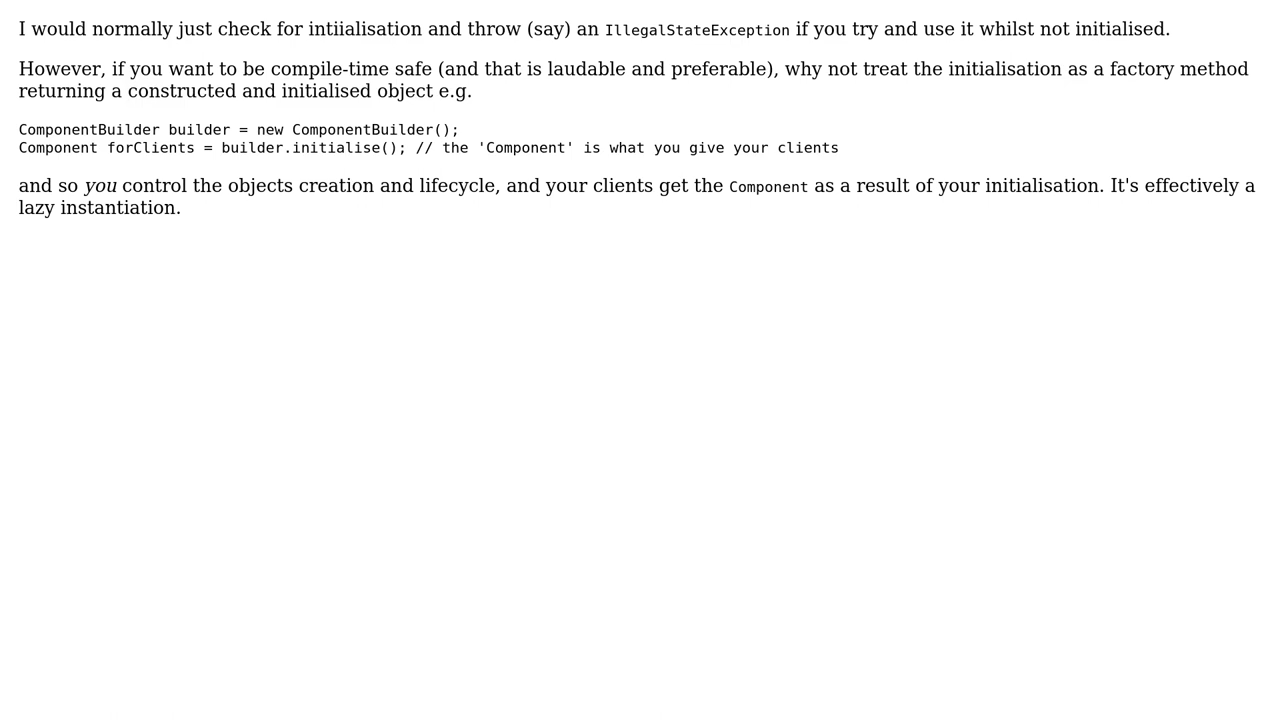 I would normally just check for intiialisation and throw (say) an IllegalStateException if you try and use it whilst not initialised.
However, if you want to be compile-time safe (and that is laudable and preferable), why not treat the initialisation as a factory method
returning a constructed and initialised object e.g.
ComponentBuilder builder = new ComponentBuilder();
Component forClients = builder.initialise(); // the 'Component' is what you give your clients
and so you control the objects creation and lifecycle, and your clients get the Component as a result of your initialisation. It's effectively a
lazy instantiation.